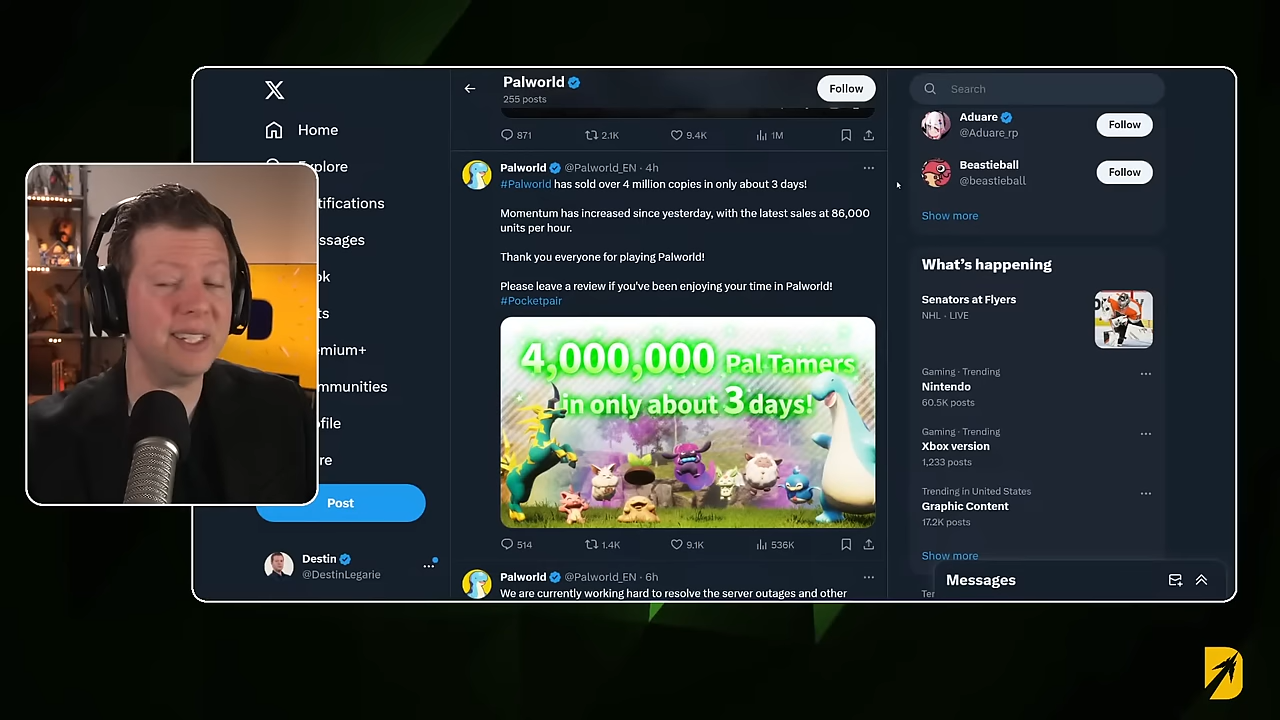 Home
xplore
tifications
ssages
ok
ts
emium+
mmunities
ofile
re
Post
Destin
@DestinLegarie
Palworld
255 posts
Follow
871
2.1K
9.4K
1M
Palworld @Palworld_EN · 4h
#Palworld has sold over 4 million copies in only about 3 days!
Momentum has increased since yesterday, with the latest sales at 86,000
units per hour.
Thank you everyone for playing Palworld!
Please leave a review if you've been enjoying your time in Palworld!
#Pocketpair
4,000,000 Pal Tamers
in only about 3 days!
514
1.4K
9.1K
536K
Palworld @Palworld_EN · 6h
We are currently working hard to resolve the server outages and other
Search
Aduare
@Aduare_rp
Follow
Beastieball
@beastieball
Follow
Show more
What's happening
Senators at Flyers
NHL · LIVE
Gaming · Trending
Nintendo
60.5K posts
Gaming · Trending
Xbox version
1,233 posts
Trending in United States
Graphic Content
17.2K posts
Show more
Ter
Messages